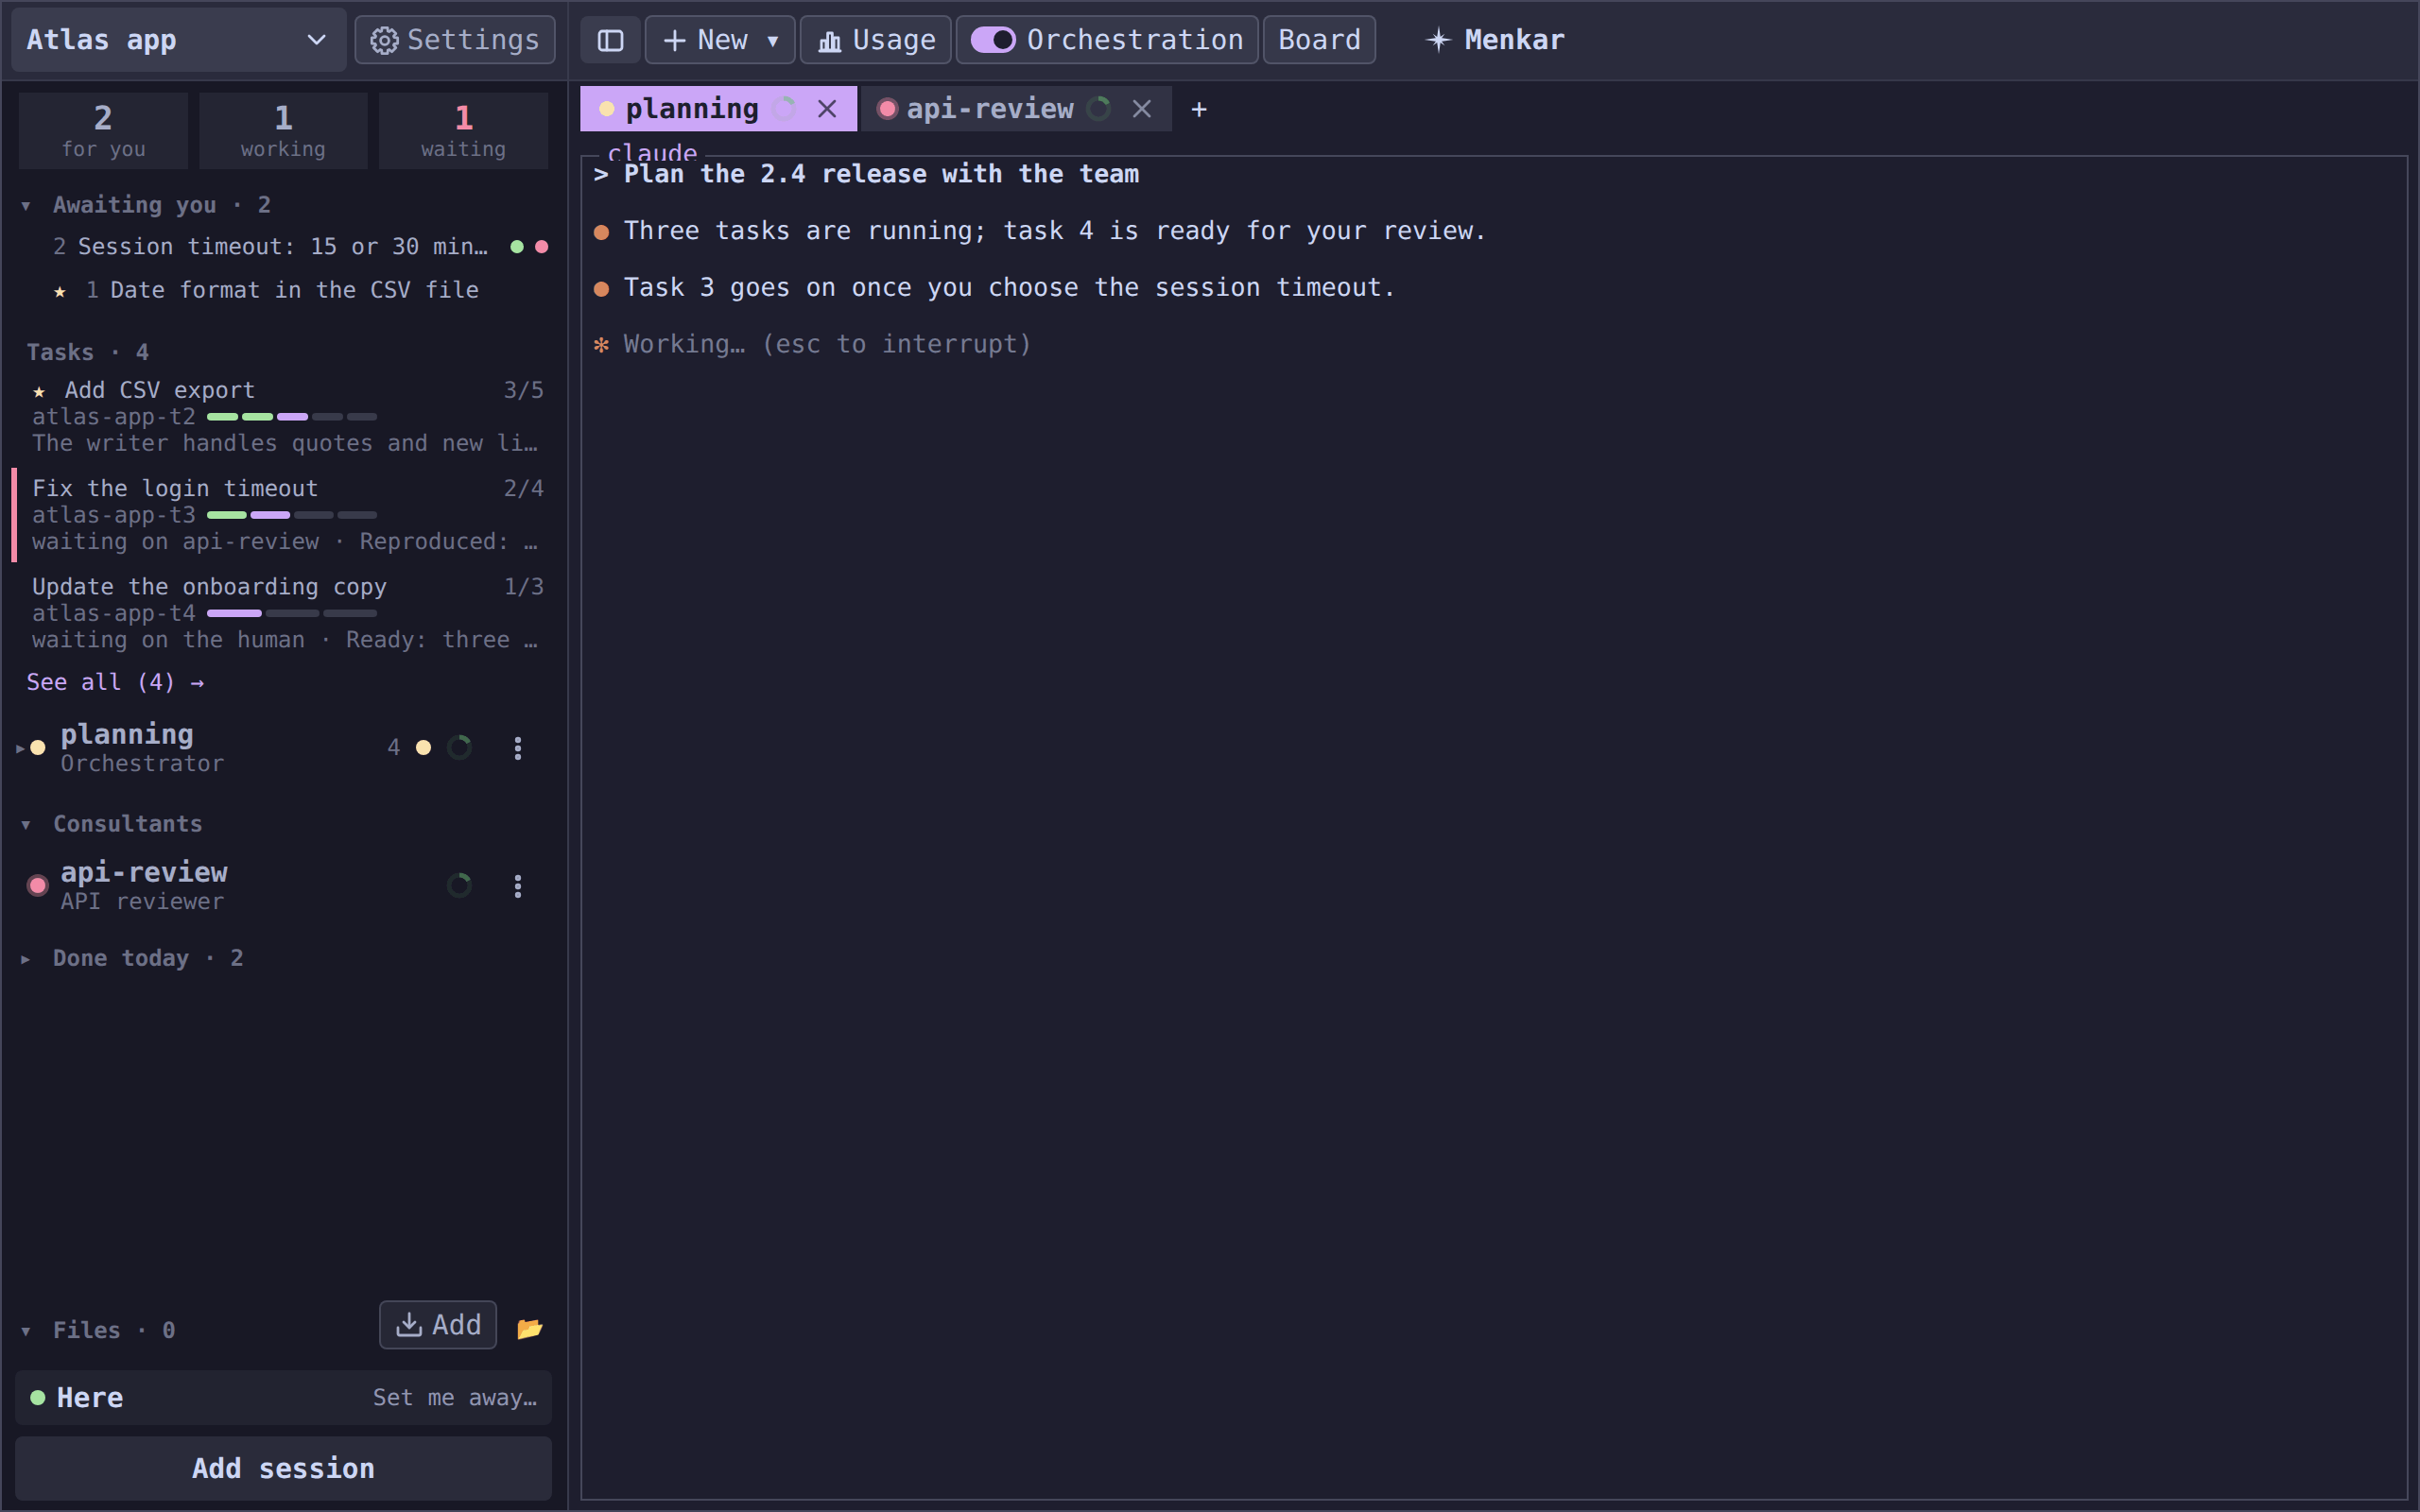 Atlas app
Settings
New ▾
Usage
Orchestration
Board
Menkar
2
for you
1
working
1
waiting
planning
api-review
+
claude
> Plan the 2.4 release with the team
● Three tasks are running; task 4 is ready for your review.
● Task 3 goes on once you choose the session timeout.
✻ Working… (esc to interrupt)
▾ Awaiting you · 2
2 Session timeout: 15 or 30 min…
★ 1 Date format in the CSV file
Tasks · 4
★ Add CSV export 3/5
atlas-app-t2
The writer handles quotes and new li…
Fix the login timeout 2/4
atlas-app-t3
waiting on api-review · Reproduced: …
Update the onboarding copy 1/3
atlas-app-t4
waiting on the human · Ready: three …
See all (4) →
▸ planning 4
Orchestrator
▾ Consultants
api-review
API reviewer
▸ Done today · 2
▾ Files · 0
Add
Here
Set me away…
Add session